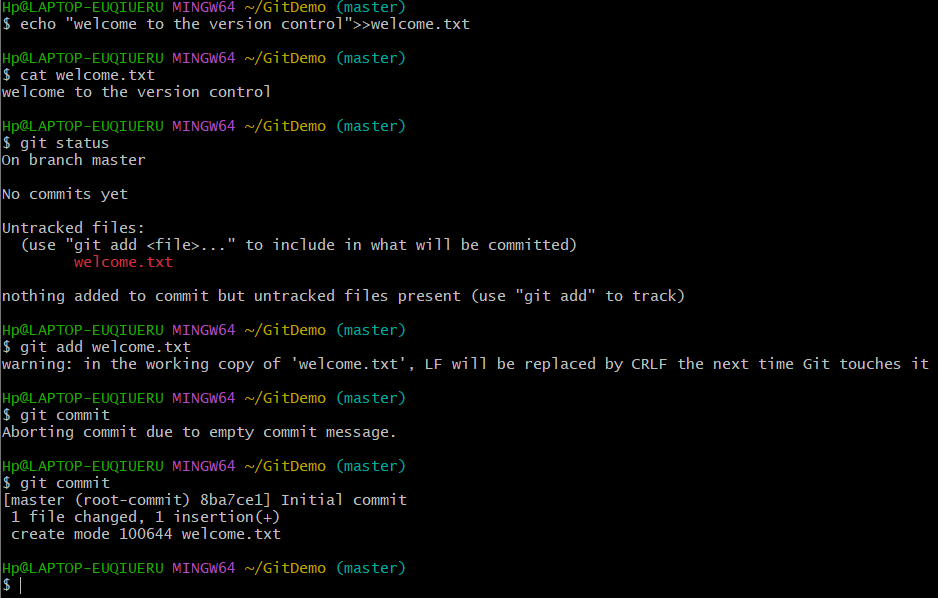 Hp@LAPTOP-EUQIUERU MINGW64 ~/GitDemo (master)
$ echo "welcome to the version control">>welcome.txt

Hp@LAPTOP-EUQIUERU MINGW64 ~/GitDemo (master)
$ cat welcome.txt
welcome to the version control

Hp@LAPTOP-EUQIUERU MINGW64 ~/GitDemo (master)
$ git status
On branch master

No commits yet

Untracked files:
  (use "git add <file>..." to include in what will be committed)
        welcome.txt

nothing added to commit but untracked files present (use "git add" to track)

Hp@LAPTOP-EUQIUERU MINGW64 ~/GitDemo (master)
$ git add welcome.txt
warning: in the working copy of 'welcome.txt', LF will be replaced by CRLF the next time Git touches it

Hp@LAPTOP-EUQIUERU MINGW64 ~/GitDemo (master)
$ git commit
Aborting commit due to empty commit message.

Hp@LAPTOP-EUQIUERU MINGW64 ~/GitDemo (master)
$ git commit
[master (root-commit) 8ba7ce1] Initial commit
 1 file changed, 1 insertion(+)
 create mode 100644 welcome.txt

Hp@LAPTOP-EUQIUERU MINGW64 ~/GitDemo (master)
$